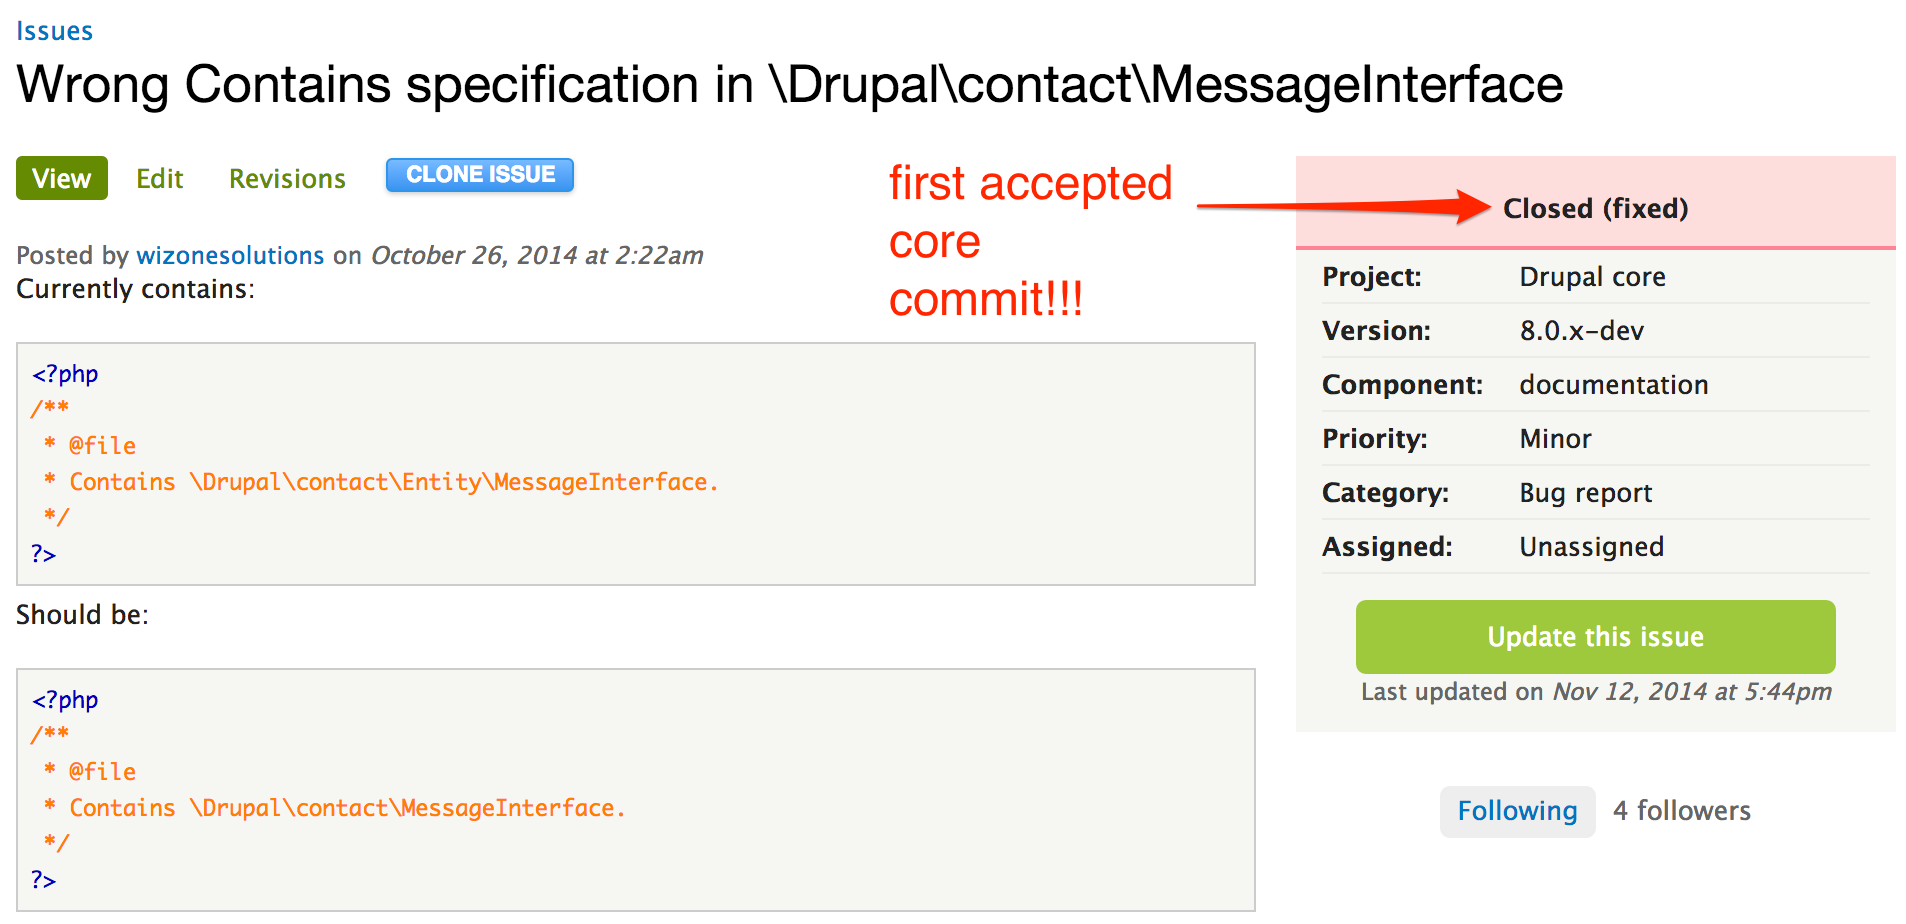 Issues
Wrong Contains specification in \Drupal\contact\MessageInterface
View Edit Revisions CLONE ISSUE
Posted by wizonesolutions on October 26, 2014 at 2:22am
Currently contains:
<?php
/**
 * @file
 * Contains \Drupal\contact\Entity\MessageInterface.
 */
?>
Should be:
<?php
/**
 * @file
 * Contains \Drupal\contact\MessageInterface.
 */
?>
first accepted
core
commit!!!
Closed (fixed)
Project: Drupal core
Version: 8.0.x-dev
Component: documentation
Priority: Minor
Category: Bug report
Assigned: Unassigned
Update this issue
Last updated on Nov 12, 2014 at 5:44pm
Following 4 followers